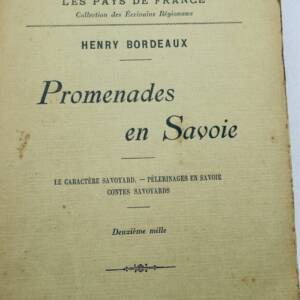 LES PAYS DE FRANCE
Collection des Écrivains Régionaux
HENRY BORDEAUX
Promenades
en Savoie
LE CARACTÈRE SAVOYARD. — PÈLERINAGES EN SAVOIE
CONTES SAVOYARDS
Deuxième mille